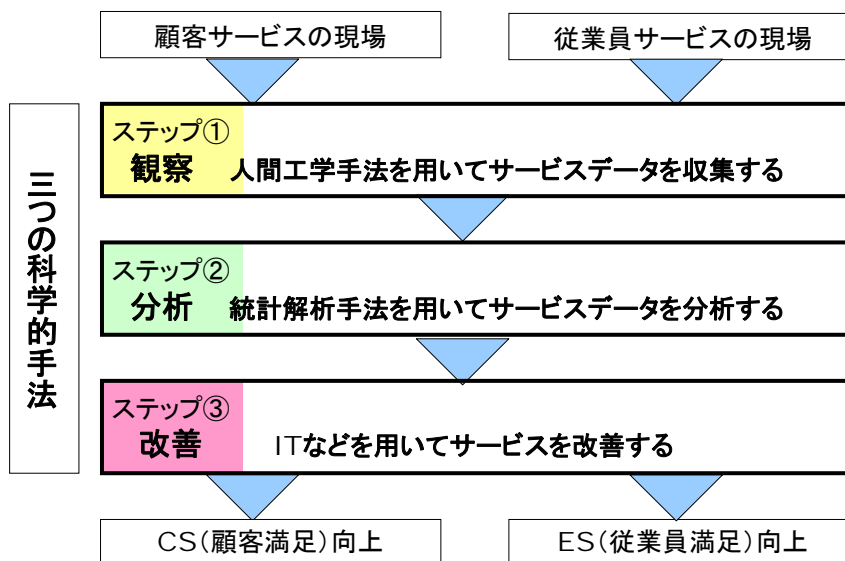 顧客サービスの現場
従業員サービスの現場
三つの科学的手法
ステップ①
観察 人間工学手法を用いてサービスデータを収集する
ステップ②
分析 統計解析手法を用いてサービスデータを分析する
ステップ③
改善 ITなどを用いてサービスを改善する
CS(顧客満足)向上
ES(従業員満足)向上